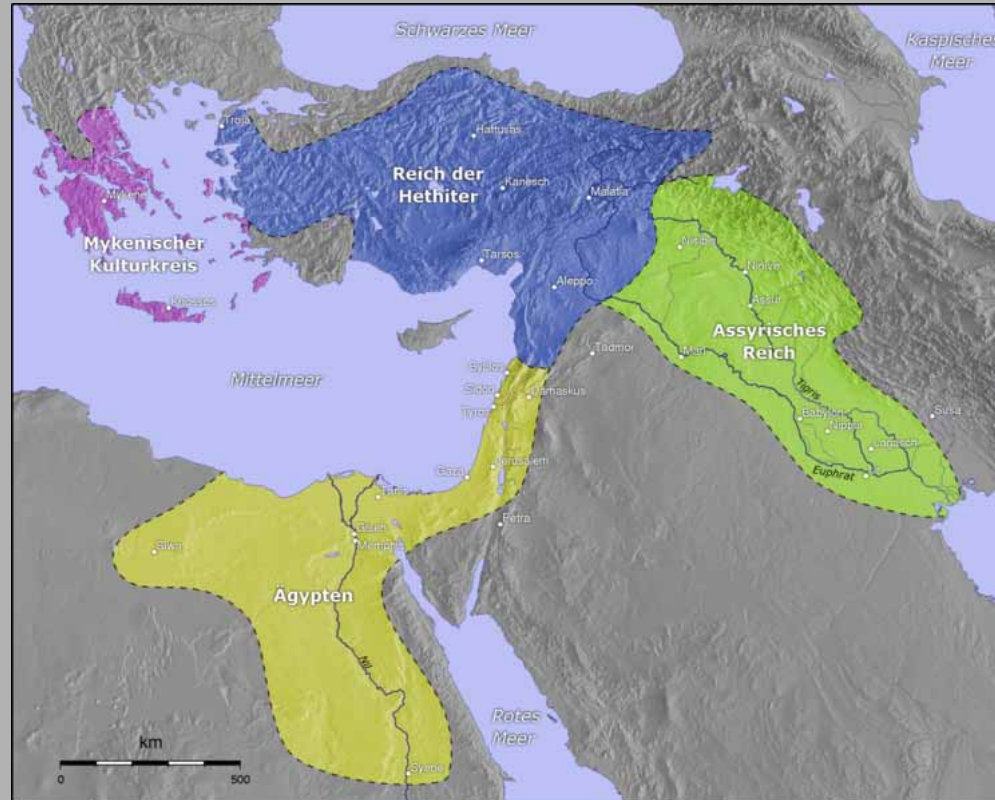 Schwarzes Meer
Kaspisches
Meer
Troja
Hattusas
Reich der
Hethiter
Kanesch
Malatia
Mykene
Mykenischer
Kulturkreis
Tarsos
Nisibis
Ninive
Aleppo
Assur
Knossos
Assyrisches
Reich
Tadmor
Mari
Mittelmeer
Byblos
Sidon
Damaskus
Tyros
Tigris
Babylon
Nippur
Susa
Lagasch
Jerusalem
Gaza
Euphrat
Ur
Tanis
Petra
Gizeh
Memphis
Siwa
Ägypten
Nil
Rotes
Meer
km
0
500
Syene